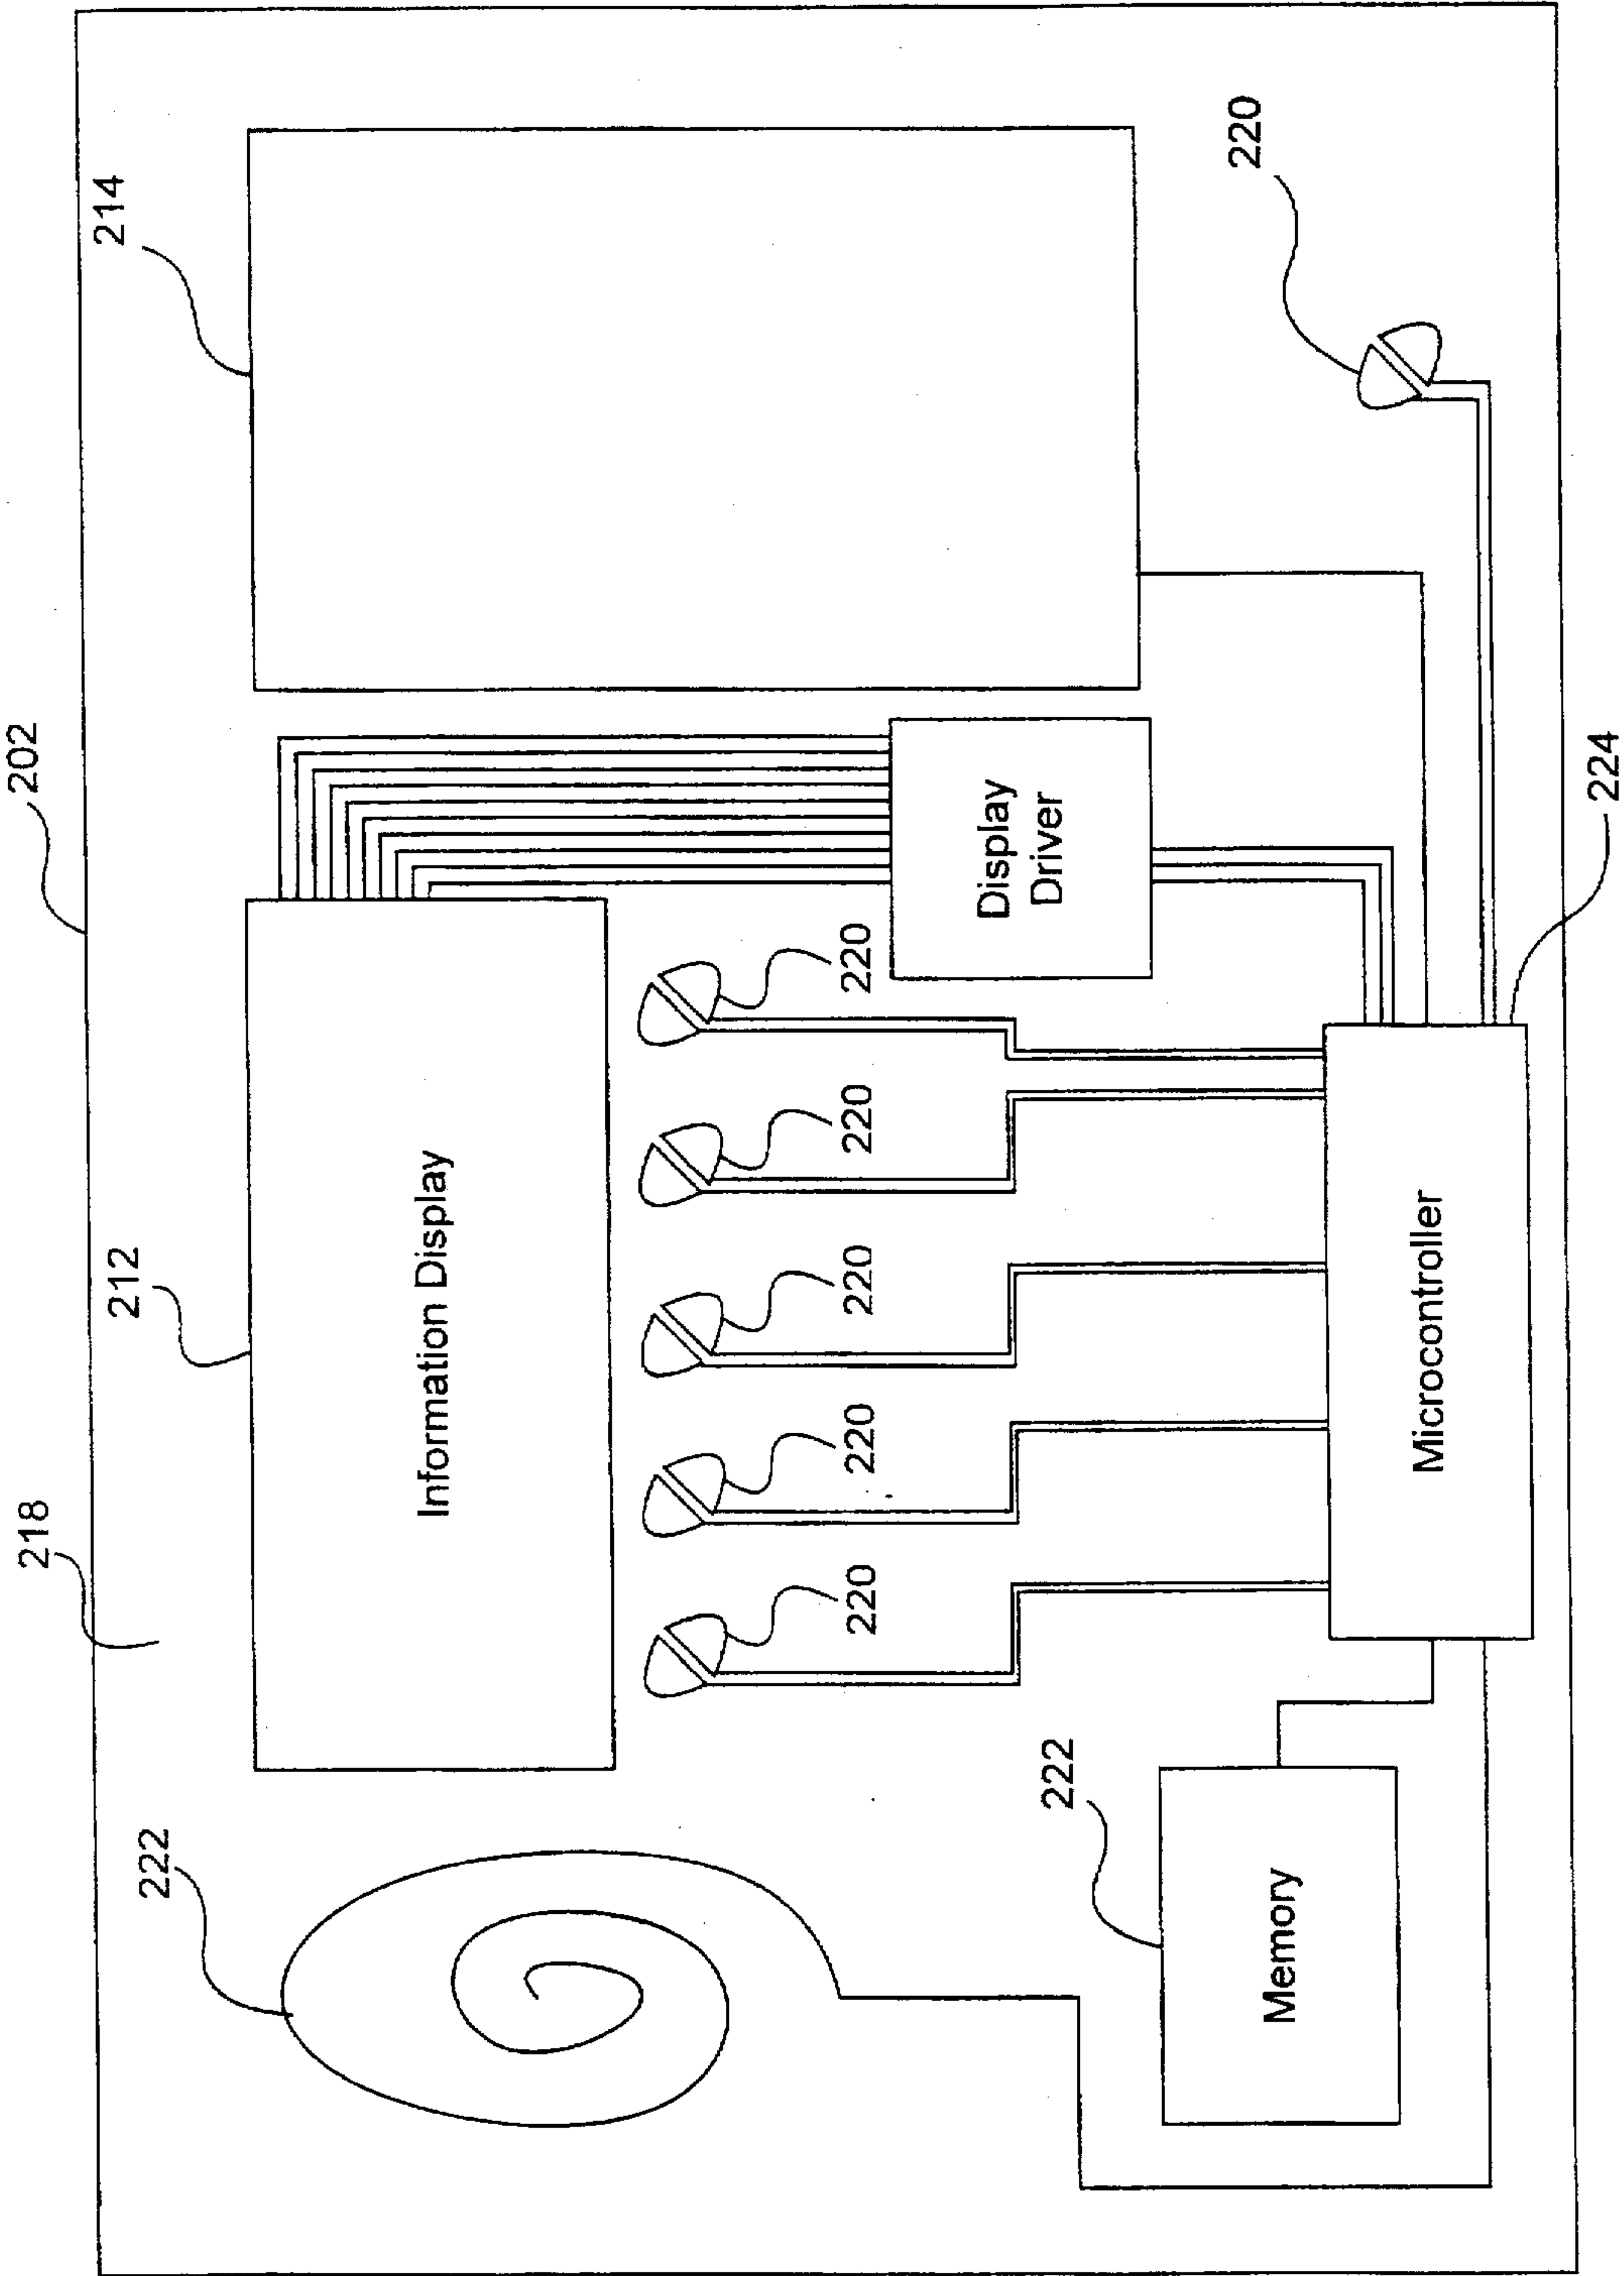 202
218
212
214
222
Information Display
220
220
220
220
220
Display
Driver
220
222
Memory
Microcontroller
224